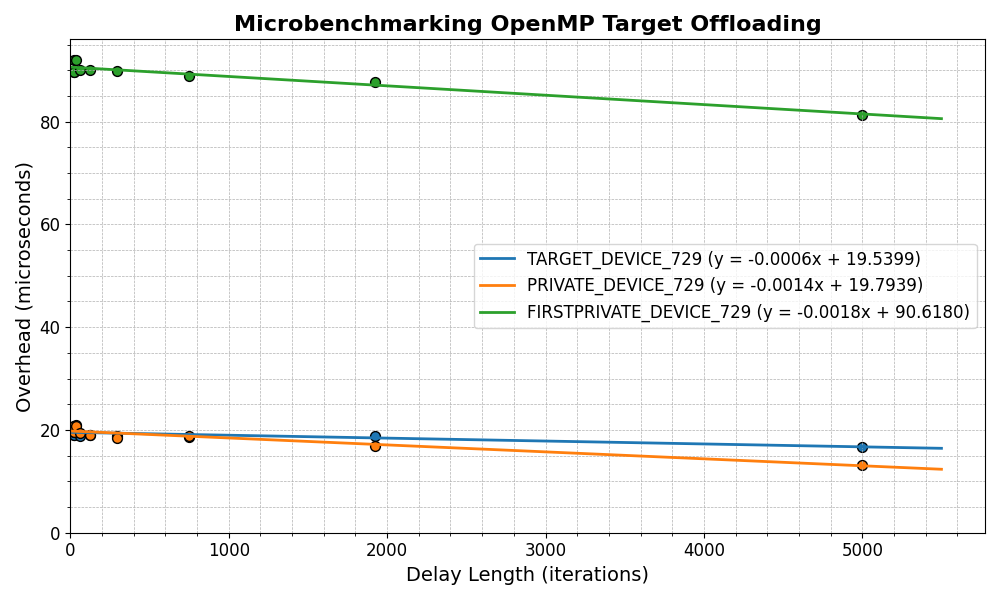 Microbenchmarking OpenMP Target Offloading
Overhead (microseconds)
80
60
40
20
0
TARGET_DEVICE_729 (y = -0.0006x + 19.5399)
PRIVATE_DEVICE_729 (y = -0.0014x + 19.7939)
FIRSTPRIVATE_DEVICE_729 (y = -0.0018x + 90.6180)
0 1000 2000 3000 4000 5000
Delay Length (iterations)